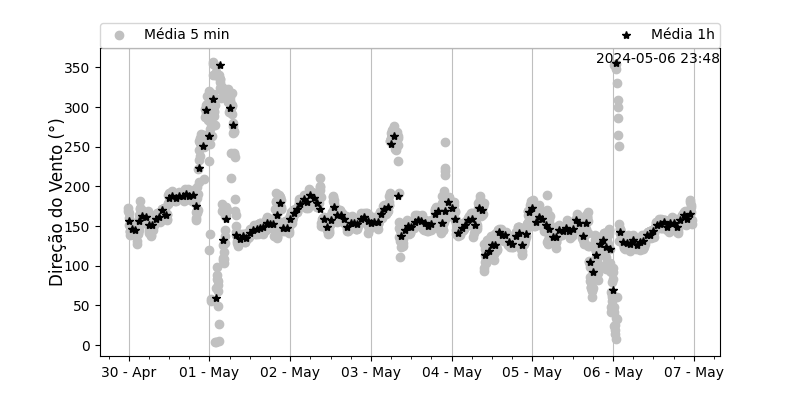 Média 5 min
Média 1h
2024-05-06 23:48
Direção do Vento (°)
350
300
250
200
150
100
50
0
30 - Apr
01 - May
02 - May
03 - May
04 - May
05 - May
06 - May
07 - May